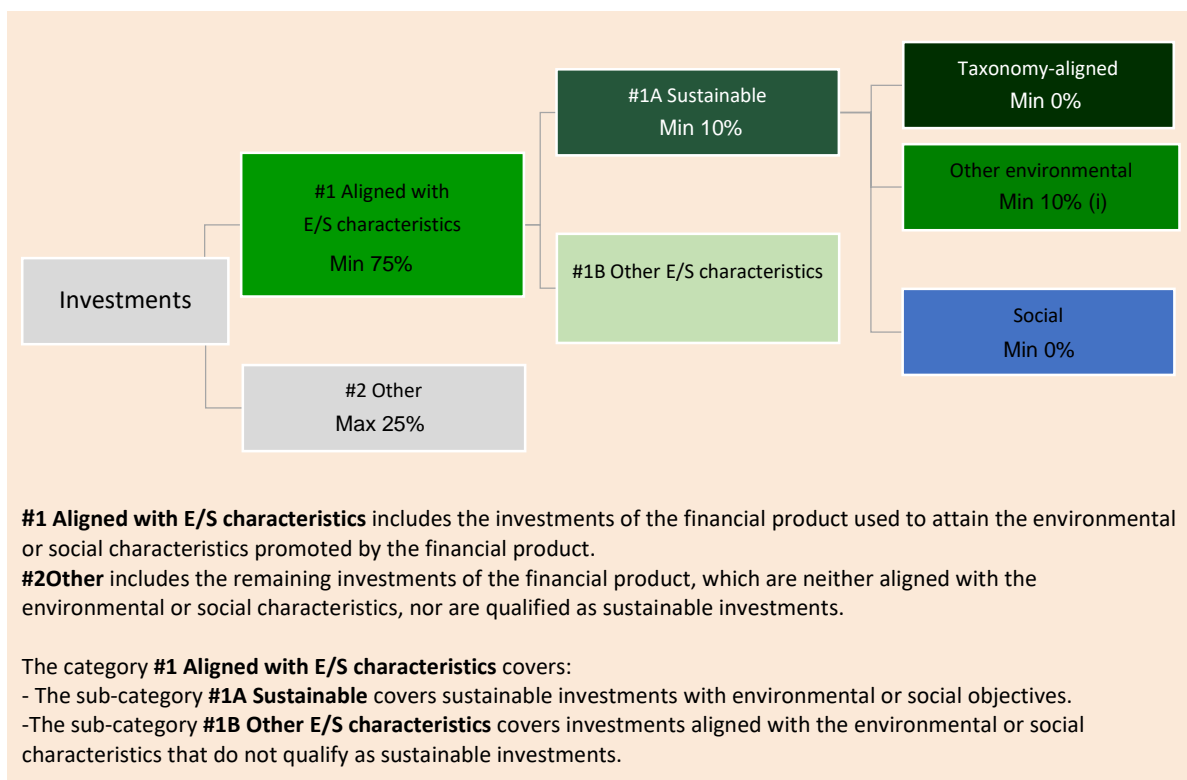 Investments
#1 Aligned with
E/S characteristics
Min 75%
#2 Other
Max 25%
#1A Sustainable
Min 10%
#1B Other E/S characteristics
Taxonomy-aligned
Min 0%
Other environmental
Min 10% (i)
Social
Min 0%
#1 Aligned with E/S characteristics includes the investments of the financial product used to attain the environmental
or social characteristics promoted by the financial product.
#2Other includes the remaining investments of the financial product, which are neither aligned with the
environmental or social characteristics, nor are qualified as sustainable investments.
The category #1 Aligned with E/S characteristics covers:
- The sub-category #1A Sustainable covers sustainable investments with environmental or social objectives.
-The sub-category #1B Other E/S characteristics covers investments aligned with the environmental or social
characteristics that do not qualify as sustainable investments.